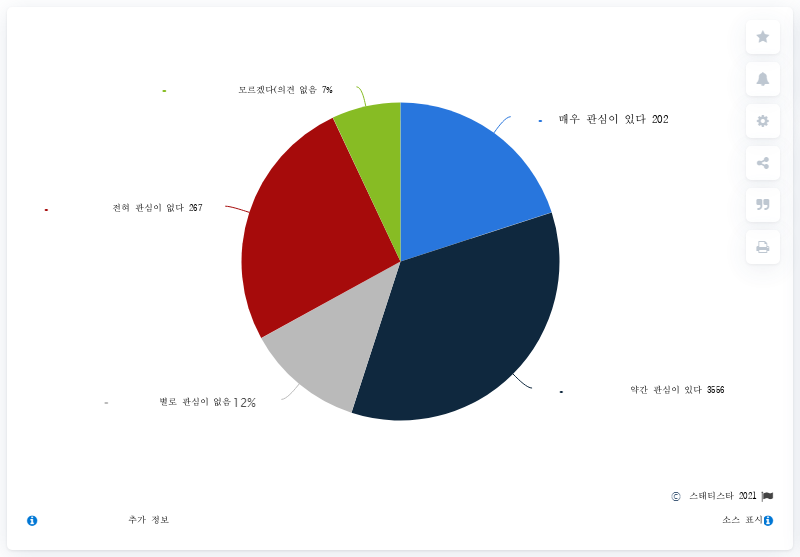 모르겠다(의견 없음 7%
매우 관심이 있다 202
전혀 관심이 없다 267
약간 관심이 있다 3556
별로 관심이 없음 12%
© 스태티스타 2021
추가 정보
소스 표시